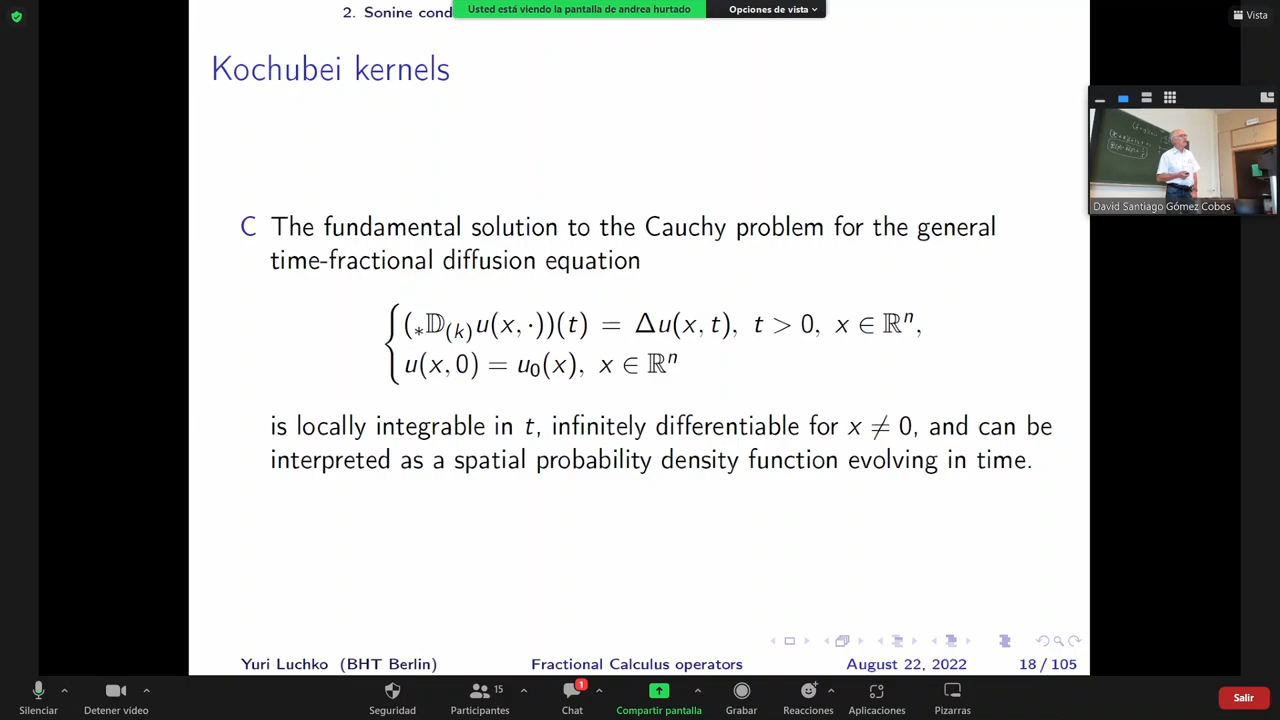 2. Sonine cond
Usted está viendo la pantalla de andrea hurtado
Opciones de vista
Vista
Kochubei kernels
David Santiago Gómez Cobos
C The fundamental solution to the Cauchy problem for the general
time-fractional diffusion equation
(∗𝔻(k)u(x, ·))(t) = Δu(x, t), t > 0, x ∈ ℝⁿ,
u(x, 0) = u₀(x), x ∈ ℝⁿ
is locally integrable in t, infinitely differentiable for x ≠ 0, and can be
interpreted as a spatial probability density function evolving in time.
Yuri Luchko (BHT Berlin) Fractional Calculus operators August 22, 2022 18 / 105
Silenciar
Detener vídeo
Seguridad
15
Participantes
1
Chat
Compartir pantalla
Grabar
Reacciones
Aplicaciones
Pizarras
Salir